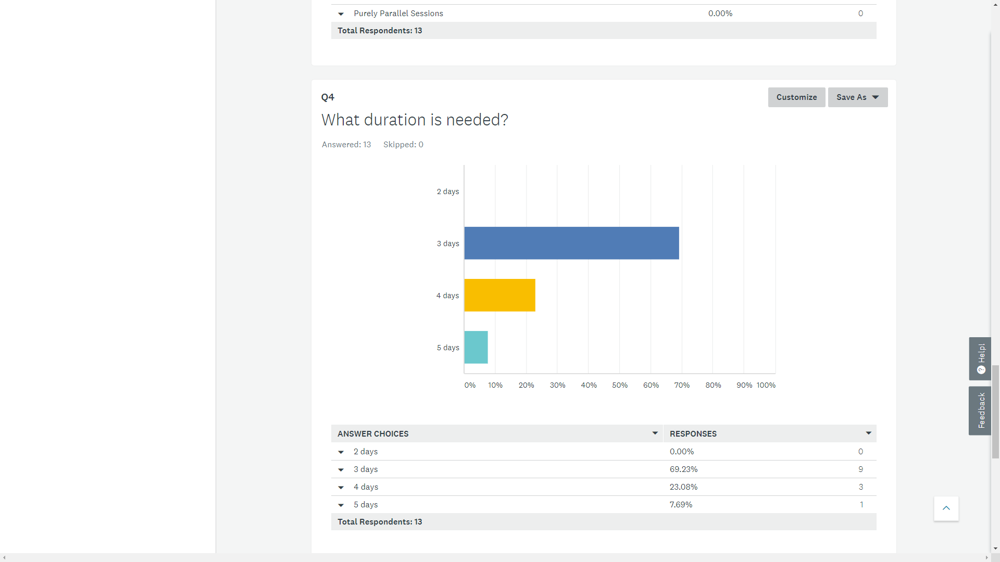 Purely Parallel Sessions 0.00% 0
Total Respondents: 13
Q4
Customize
Save As
What duration is needed?
Answered: 13 Skipped: 0
2 days
3 days
4 days
5 days
0% 10% 20% 30% 40% 50% 60% 70% 80% 90% 100%
ANSWER CHOICES RESPONSES
2 days 0.00% 0
3 days 69.23% 9
4 days 23.08% 3
5 days 7.69% 1
Total Respondents: 13
? Help!
Feedback